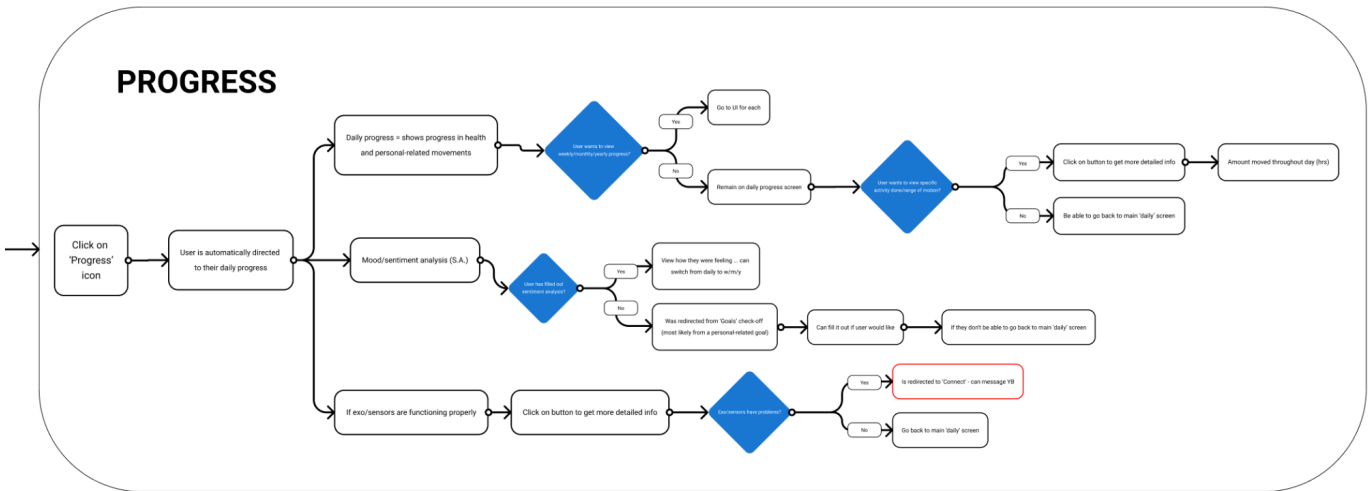 PROGRESS
Click on
'Progress'
icon
User is automatically directed
to their daily progress
Daily progress = shows progress in health
and personal-related movements
User wants to view
weekly/monthly/yearly progress?
Yes
Go to UI for each
No
Remain on daily progress screen
User wants to view specific
activity done/range of motion?
Yes
Click on button to get more detailed info
Amount moved throughout day (hrs)
No
Be able to go back to main 'daily' screen
Mood/sentiment analysis (S.A.)
User has filled out
sentiment analysis?
Yes
View how they were feeling ... can
switch from daily to w/m/y
No
Was redirected from 'Goals' check-off
(most likely from a personal-related goal)
Can fill it out if user would like
If they don't be able to go back to main 'daily' screen
If exo/sensors are functioning properly
Click on button to get more detailed info
Exo/sensors have problems?
Yes
Is redirected to 'Connect' - can message YB
No
Go back to main 'daily' screen